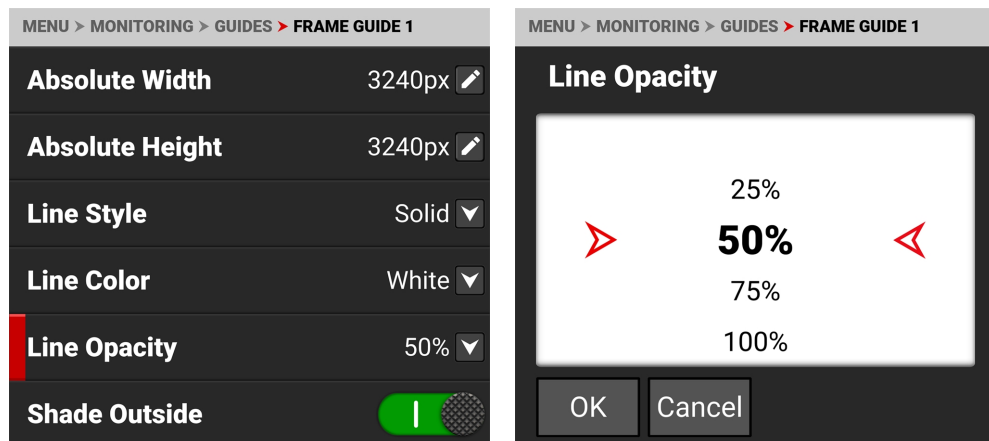 MENU > MONITORING > GUIDES > FRAME GUIDE 1
Absolute Width 3240px
Absolute Height 3240px
Line Style Solid
Line Color White
Line Opacity 50%
Shade Outside
MENU > MONITORING > GUIDES > FRAME GUIDE 1
Line Opacity
25%
50%
75%
100%
OK Cancel